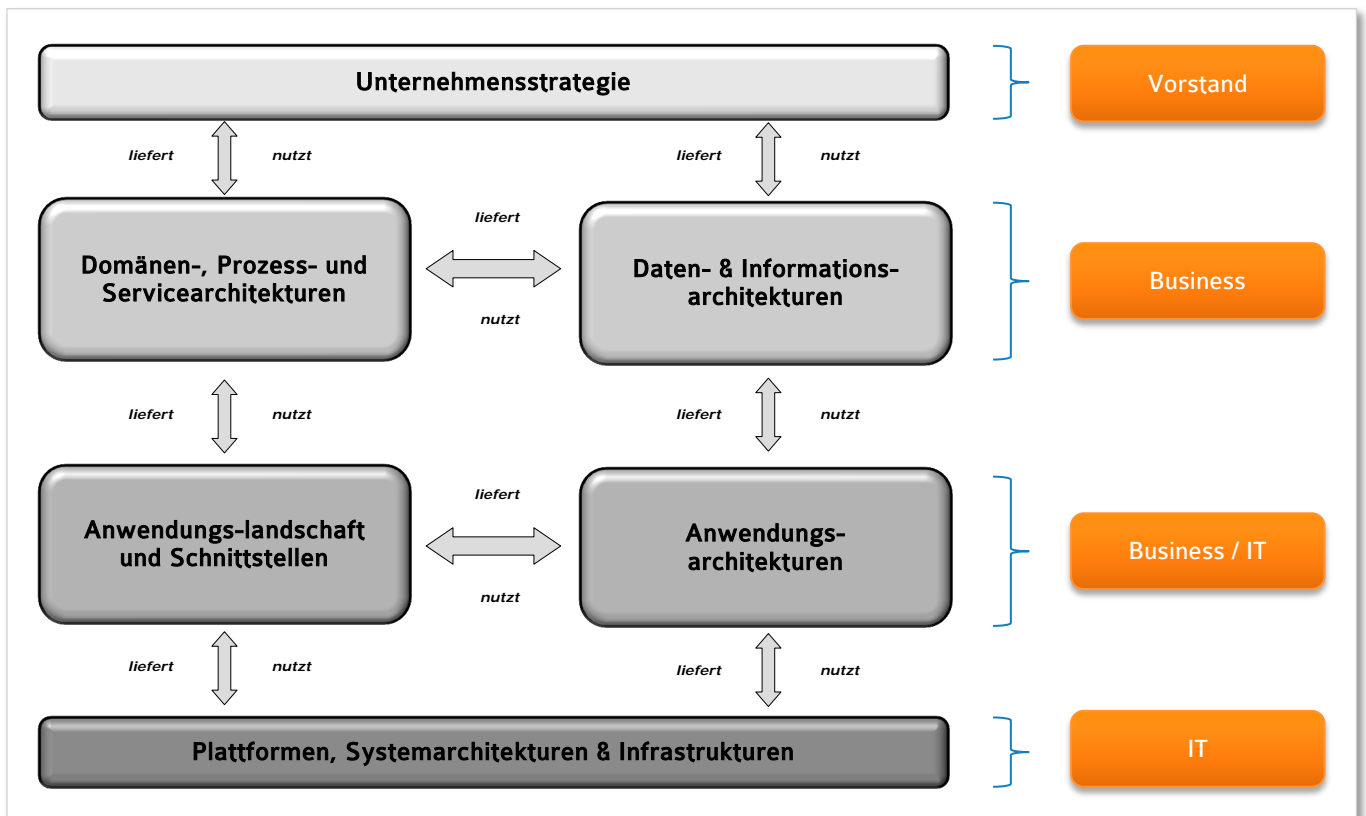 Unternehmensstrategie
Vorstand
liefert nutzt
liefert nutzt
Domänen-, Prozess- und
Servicearchitekturen
liefert
nutzt
Daten- & Informations-
architekturen
Business
liefert nutzt
liefert nutzt
Anwendungs-landschaft
und Schnittstellen
liefert
nutzt
Anwendungs-
architekturen
Business / IT
liefert nutzt
liefert nutzt
Plattformen, Systemarchitekturen & Infrastrukturen
IT